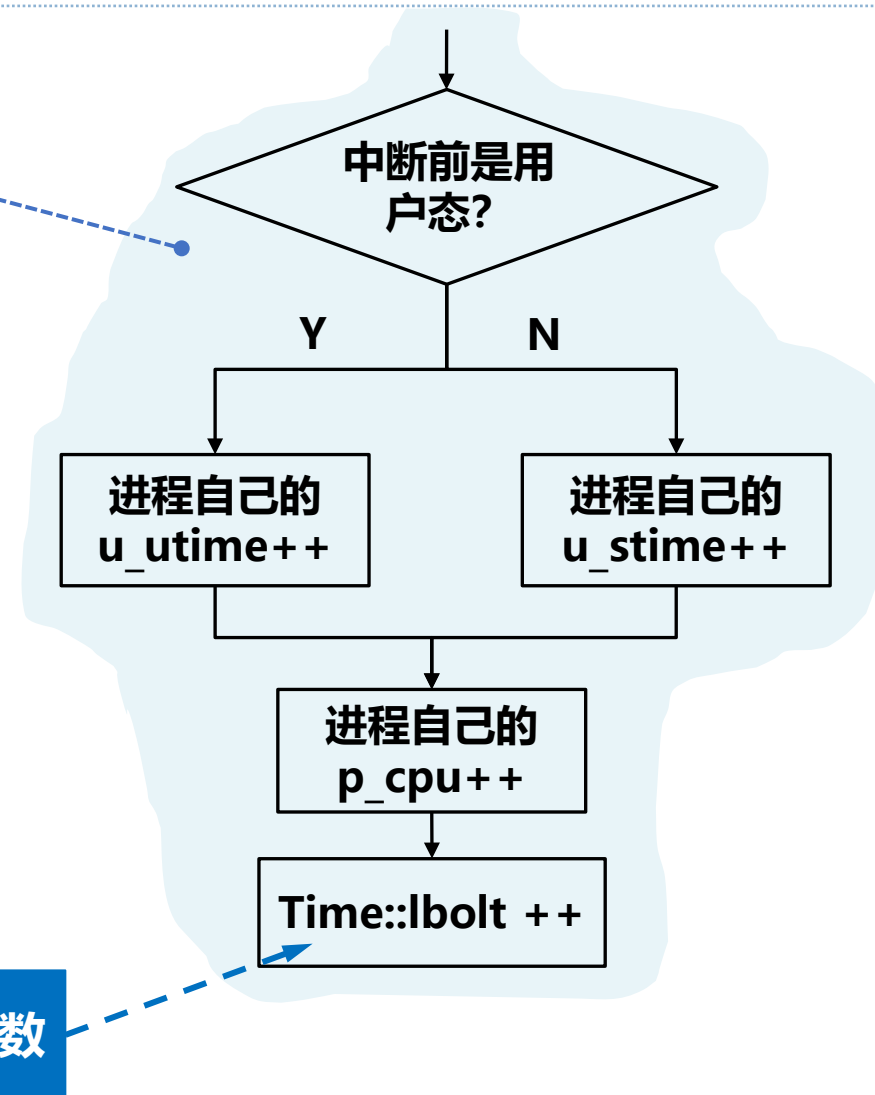 中断前是用
户态?
Y
N
进程自己的
u_utime++
进程自己的
u_stime++
进程自己的
p_cpu++
Time::lbolt ++
数